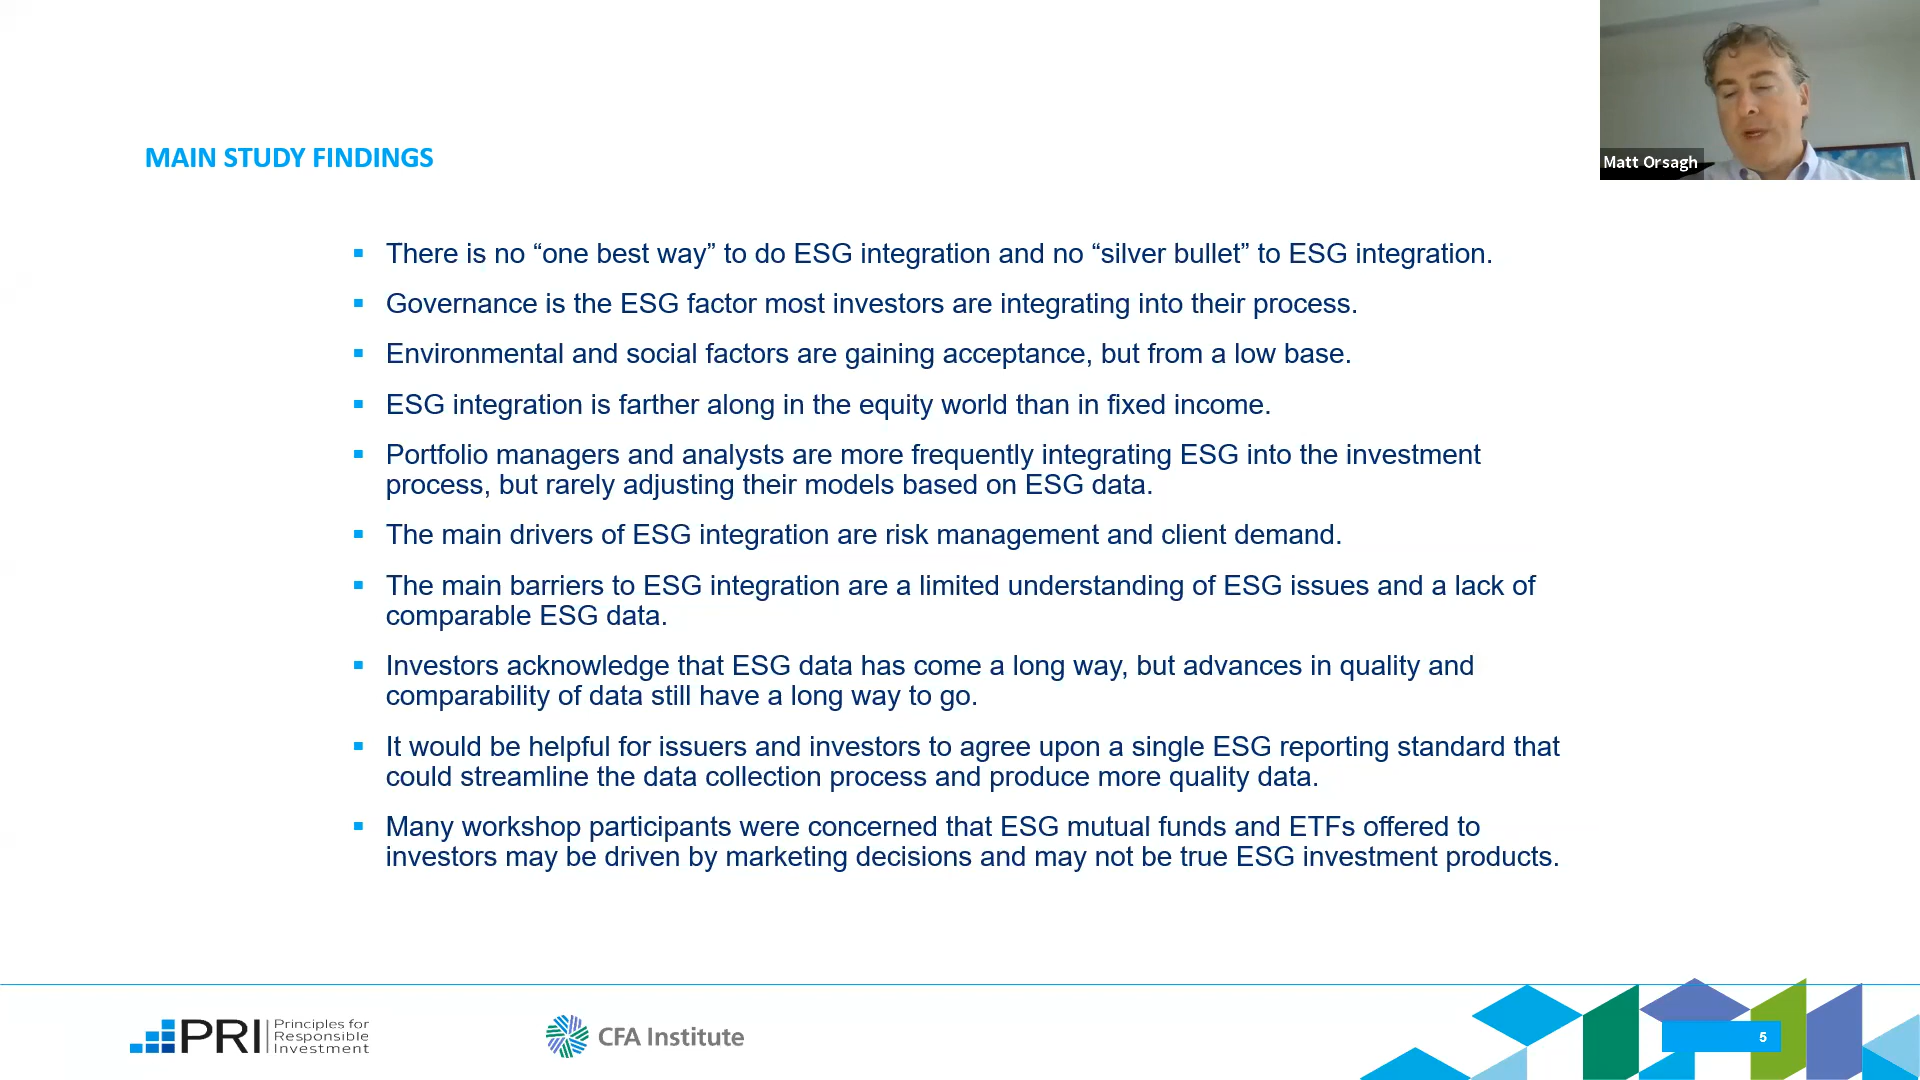 Matt Orsagh
MAIN STUDY FINDINGS
There is no “one best way” to do ESG integration and no “silver bullet” to ESG integration.
Governance is the ESG factor most investors are integrating into their process.
Environmental and social factors are gaining acceptance, but from a low base.
ESG integration is farther along in the equity world than in fixed income.
Portfolio managers and analysts are more frequently integrating ESG into the investment
process, but rarely adjusting their models based on ESG data.
The main drivers of ESG integration are risk management and client demand.
The main barriers to ESG integration are a limited understanding of ESG issues and a lack of
comparable ESG data.
Investors acknowledge that ESG data has come a long way, but advances in quality and
comparability of data still have a long way to go.
It would be helpful for issuers and investors to agree upon a single ESG reporting standard that
could streamline the data collection process and produce more quality data.
Many workshop participants were concerned that ESG mutual funds and ETFs offered to
investors may be driven by marketing decisions and may not be true ESG investment products.
PRI
Principles for
Responsible
Investment
CFA Institute
5